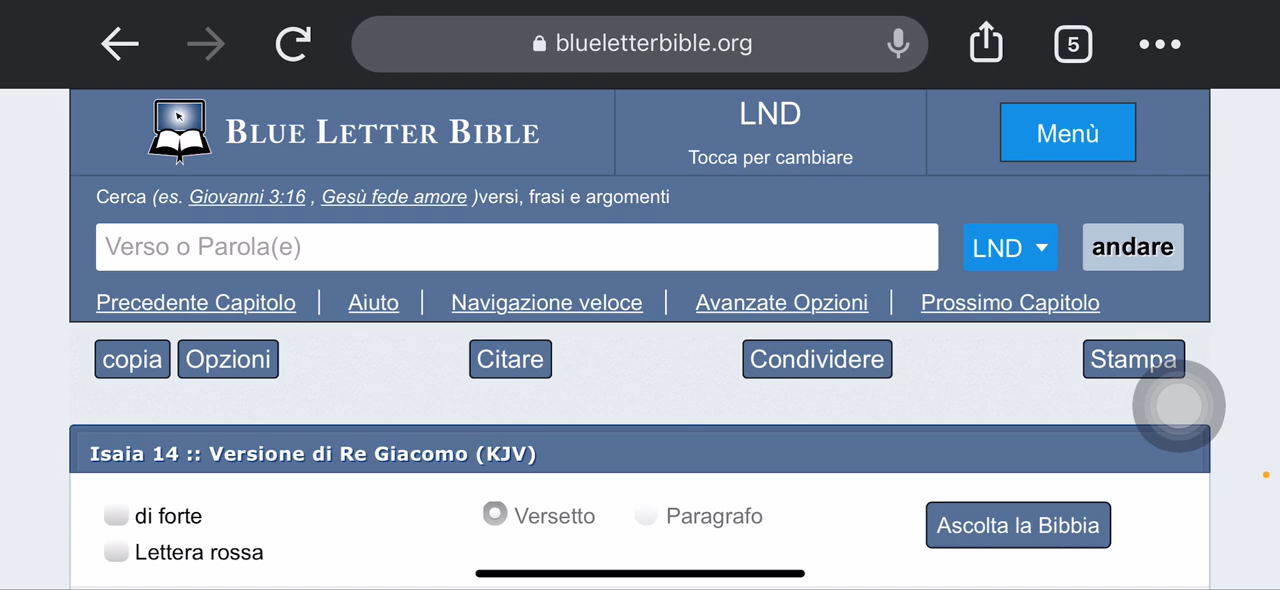 blueletterbible.org
5
BLUE LETTER BIBLE
LND
Tocca per cambiare
Menù
Cerca (es. Giovanni 3:16 , Gesù fede amore )versi, frasi e argomenti
Verso o Parola(e)
LND
andare
Precedente Capitolo | Aiuto | Navigazione veloce | Avanzate Opzioni | Prossimo Capitolo
copia Opzioni Citare Condividere Stampa
Isaia 14 :: Versione di Re Giacomo (KJV)
di forte Versetto Paragrafo Ascolta la Bibbia
Lettera rossa